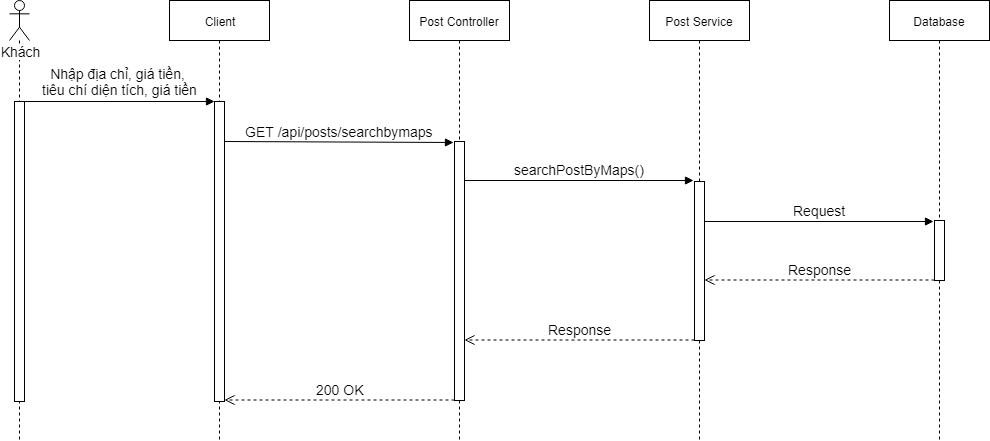 Client
Post Controller
Post Service
Database
Khách
Nhập địa chỉ, giá tiền,
tiêu chí diện tích, giá tiền
GET /api/posts/searchbymaps
searchPostByMaps()
Request
Response
Response
200 OK